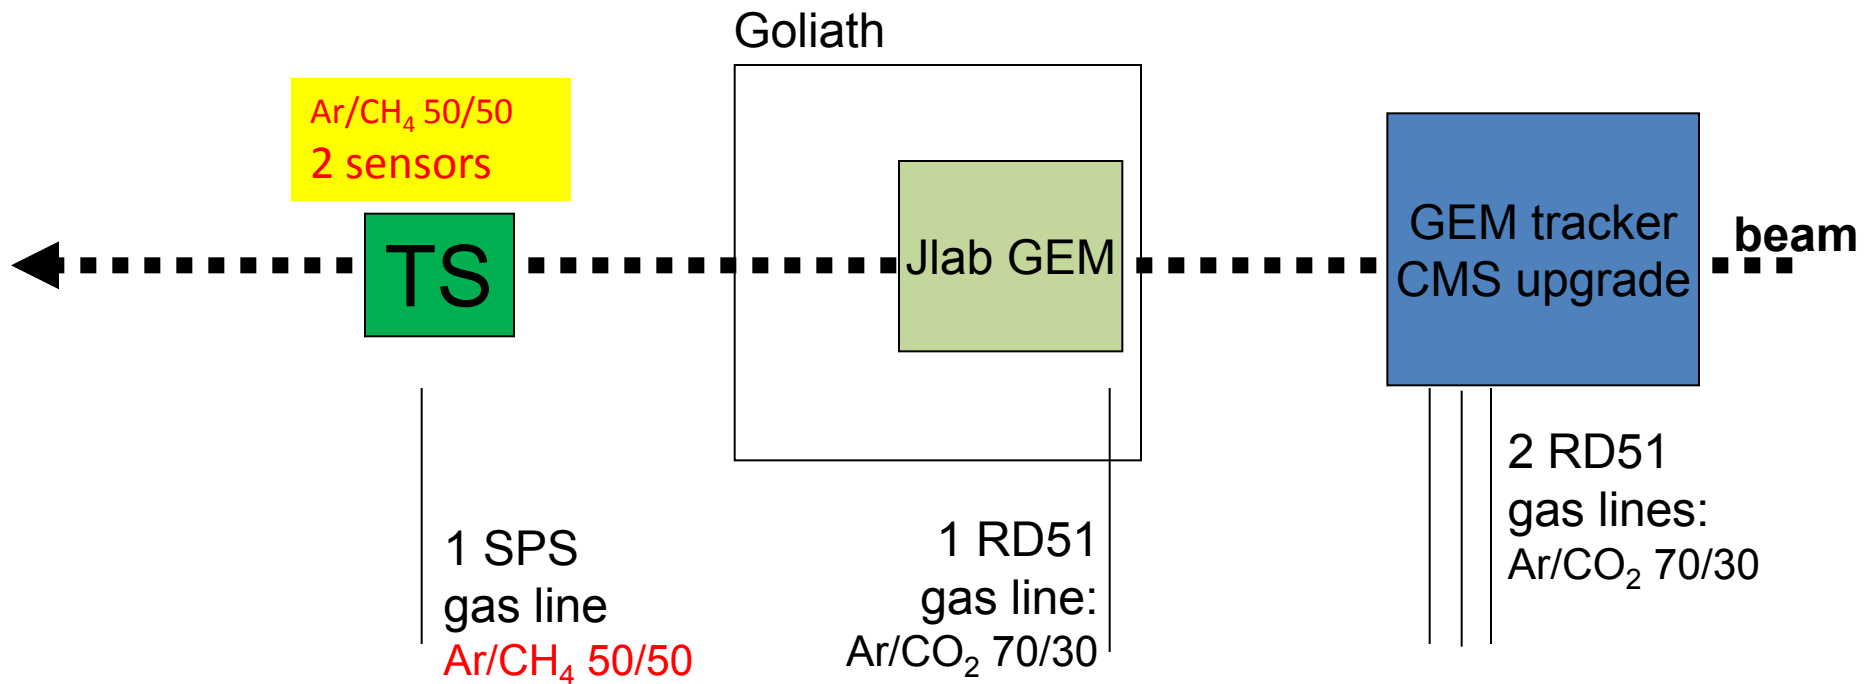 Goliath
Ar/CH₄ 50/50
2 sensors
TS
Jlab GEM
GEM tracker
CMS upgrade
beam
1 SPS
gas line
Ar/CH₄ 50/50
1 RD51
gas line:
Ar/CO₂ 70/30
2 RD51
gas lines:
Ar/CO₂ 70/30